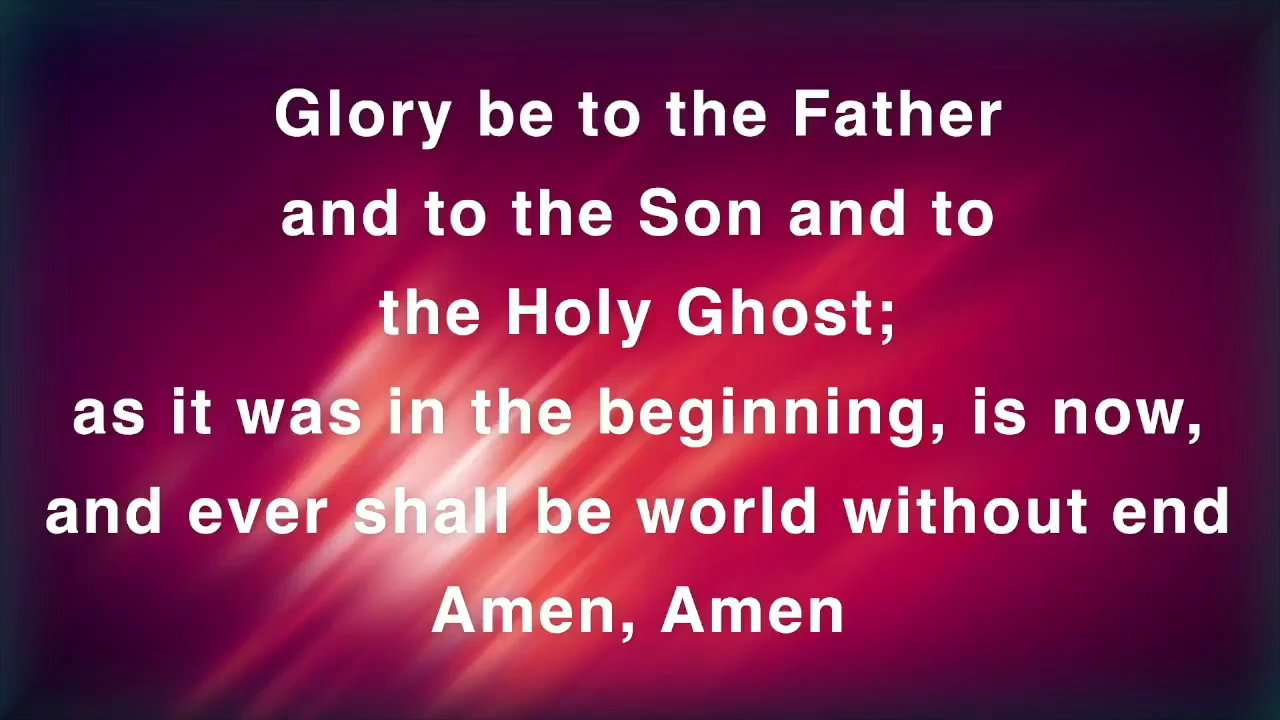 Glory be to the Father
and to the Son and to
the Holy Ghost;
as it was in the beginning, is now,
and ever shall be world without end
Amen, Amen